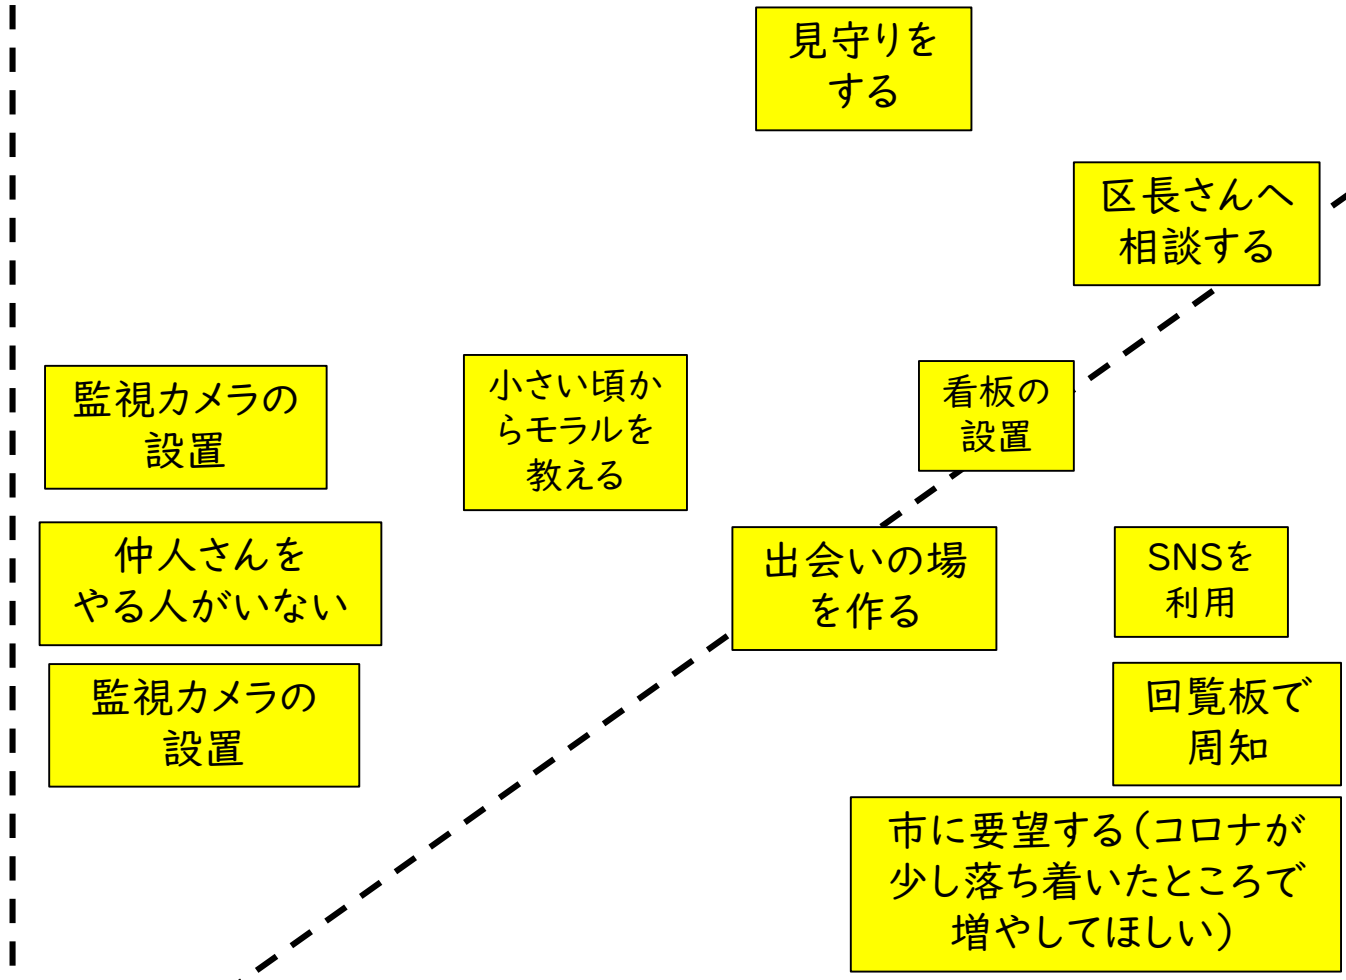 見守りを
する
区長さんへ
相談する
監視カメラの
設置
小さい頃か
らモラルを
教える
看板の
設置
仲人さんを
やる人がいない
出会いの場
を作る
SNSを
利用
監視カメラの
設置
回覧板で
周知
市に要望する(コロナが
少し落ち着いたところで
増やしてほしい)